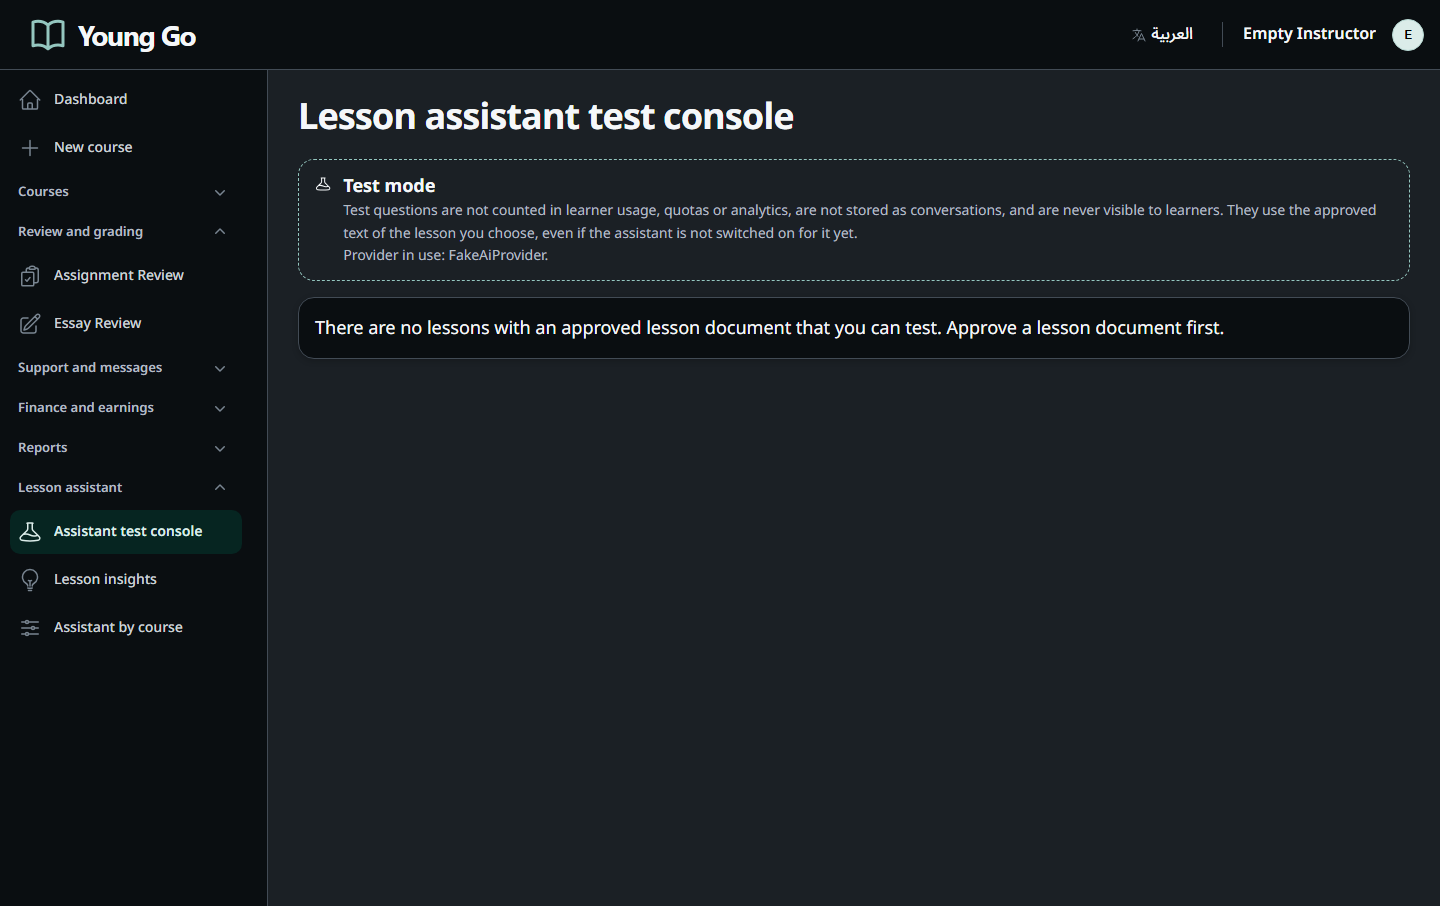 Young Go
العربية
Empty Instructor
E
Dashboard
New course
Courses
Review and grading
Assignment Review
Essay Review
Support and messages
Finance and earnings
Reports
Lesson assistant
Assistant test console
Lesson insights
Assistant by course
Lesson assistant test console
Test mode
Test questions are not counted in learner usage, quotas or analytics, are not stored as conversations, and are never visible to learners. They use the approved
text of the lesson you choose, even if the assistant is not switched on for it yet.
Provider in use: FakeAiProvider.
There are no lessons with an approved lesson document that you can test. Approve a lesson document first.